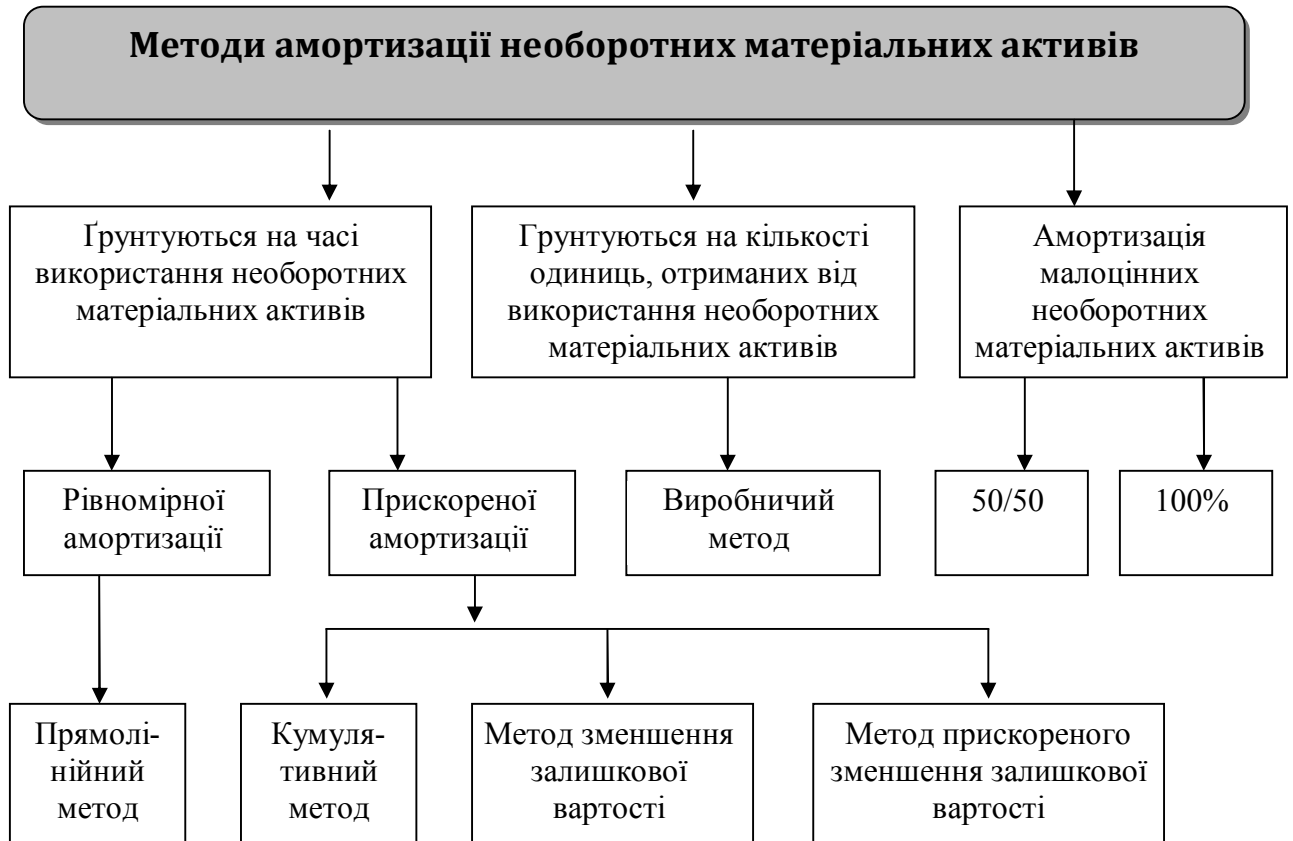 Методи амортизації необоротних матеріальних активів
Ґрунтуються на часі
використання необоротних
матеріальних активів
Грунтуються на кількості
одиниць, отриманих від
використання необоротних
матеріальних активів
Амортизація
малоцінних
необоротних
матеріальних активів
Рівномірної
амортизації
Прискореної
амортизації
Виробничий
метод
50/50
100%
Прямолі-
нійний
метод
Кумуля-
тивний
метод
Метод зменшення
залишкової
вартості
Метод прискореного
зменшення залишкової
вартості